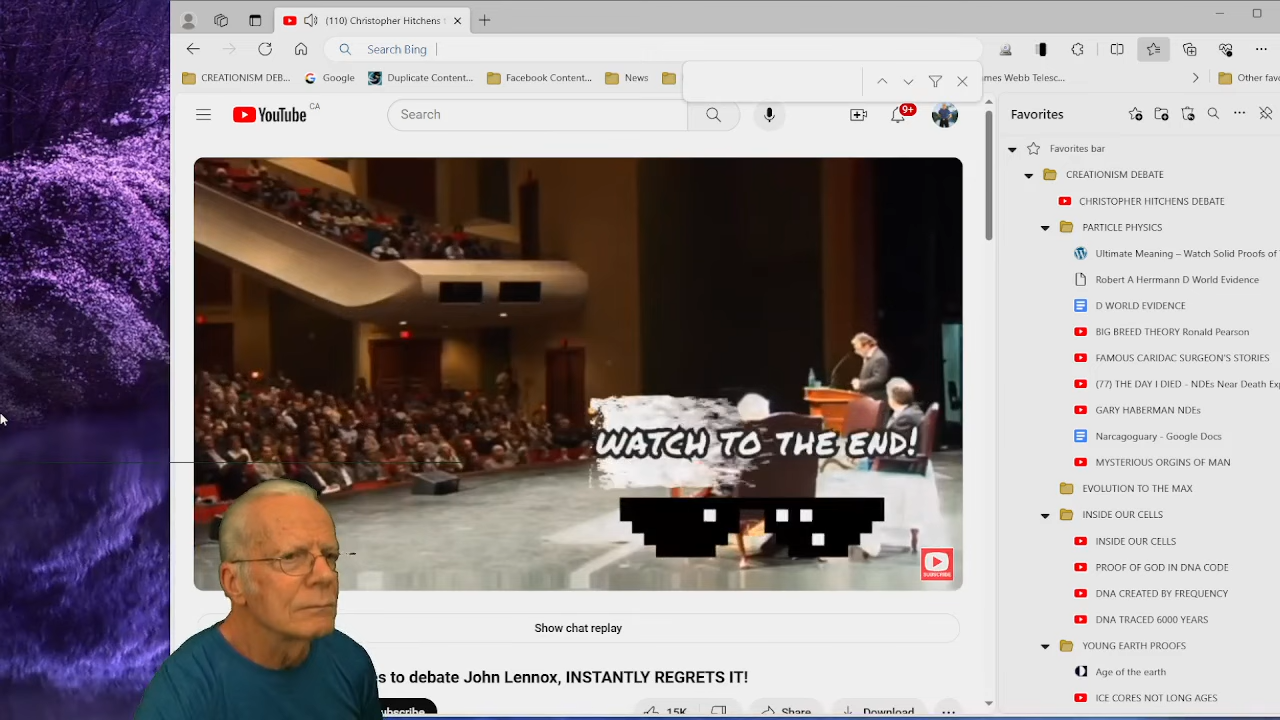 (110) Christopher Hitchens
Search Bing
CREATIONISM DEB...
Google
Duplicate Content...
Facebook Content...
News
mes Webb Telesc...
Other favo
YouTube CA
Search
9+
WATCH TO THE END!
SUBSCRIBE
Show chat replay
es to debate John Lennox, INSTANTLY REGRETS IT!
ubscribe
15K
Share
Download
Favorites
Favorites bar
CREATIONISM DEBATE
CHRISTOPHER HITCHENS DEBATE
PARTICLE PHYSICS
Ultimate Meaning – Watch Solid Proofs of
Robert A Herrmann D World Evidence
D WORLD EVIDENCE
BIG BREED THEORY Ronald Pearson
FAMOUS CARIDAC SURGEON'S STORIES
(77) THE DAY I DIED - NDEs Near Death Exp
GARY HABERMAN NDEs
Narcagoguary - Google Docs
MYSTERIOUS ORGINS OF MAN
EVOLUTION TO THE MAX
INSIDE OUR CELLS
INSIDE OUR CELLS
PROOF OF GOD IN DNA CODE
DNA CREATED BY FREQUENCY
DNA TRACED 6000 YEARS
YOUNG EARTH PROOFS
Age of the earth
ICE CORES NOT LONG AGES